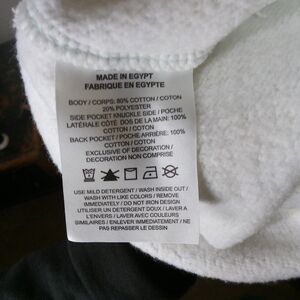 MADE IN EGYPT
FABRIQUE EN EGYPTE
BODY / CORPS: 80% COTTON / COTON
20% POLYESTER
SIDE POCKET KNUCKLE SIDE / POCHE
LATÉRALE CÔTÉ DOS DE LA MAIN: 100%
COTTON / COTON
BACK POCKET / POCHE ARRIÈRE: 100%
COTTON / COTON
EXCLUSIVE OF DECORATION /
DECORATION NON COMPRISE
USE MILD DETERGENT / WASH INSIDE OUT /
WASH WITH LIKE COLORS / REMOVE
IMMEDIATELY / DO NOT IRON DESIGN
UTILISER UN DETERGENT DOUX / LAVER A
L'ENVERS / LAVER AVEC COULEURS
SIMILAIRES / ENLEVER IMMEDIATEMENT / NE
PAS REPASSER LE DESSIN